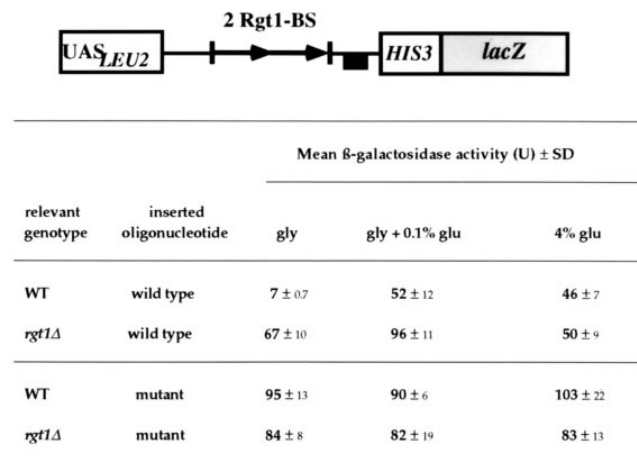 2 Rgt1-BS
UASLEU2 HIS3 lacZ
Mean ß-galactosidase activity (U) ± SD
relevant genotype inserted oligonucleotide gly gly + 0.1% glu 4% glu
WT wild type 7 ± 0.7 52 ± 12 46 ± 7
rgt1Δ wild type 67 ± 10 96 ± 11 50 ± 9
WT mutant 95 ± 13 90 ± 6 103 ± 22
rgt1Δ mutant 84 ± 8 82 ± 19 83 ± 13